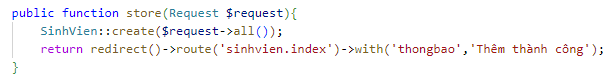 public function store(Request $request){
    SinhVien::create($request->all());
    return redirect()->route('sinhvien.index')->with('thongbao','Thêm thành công');
}